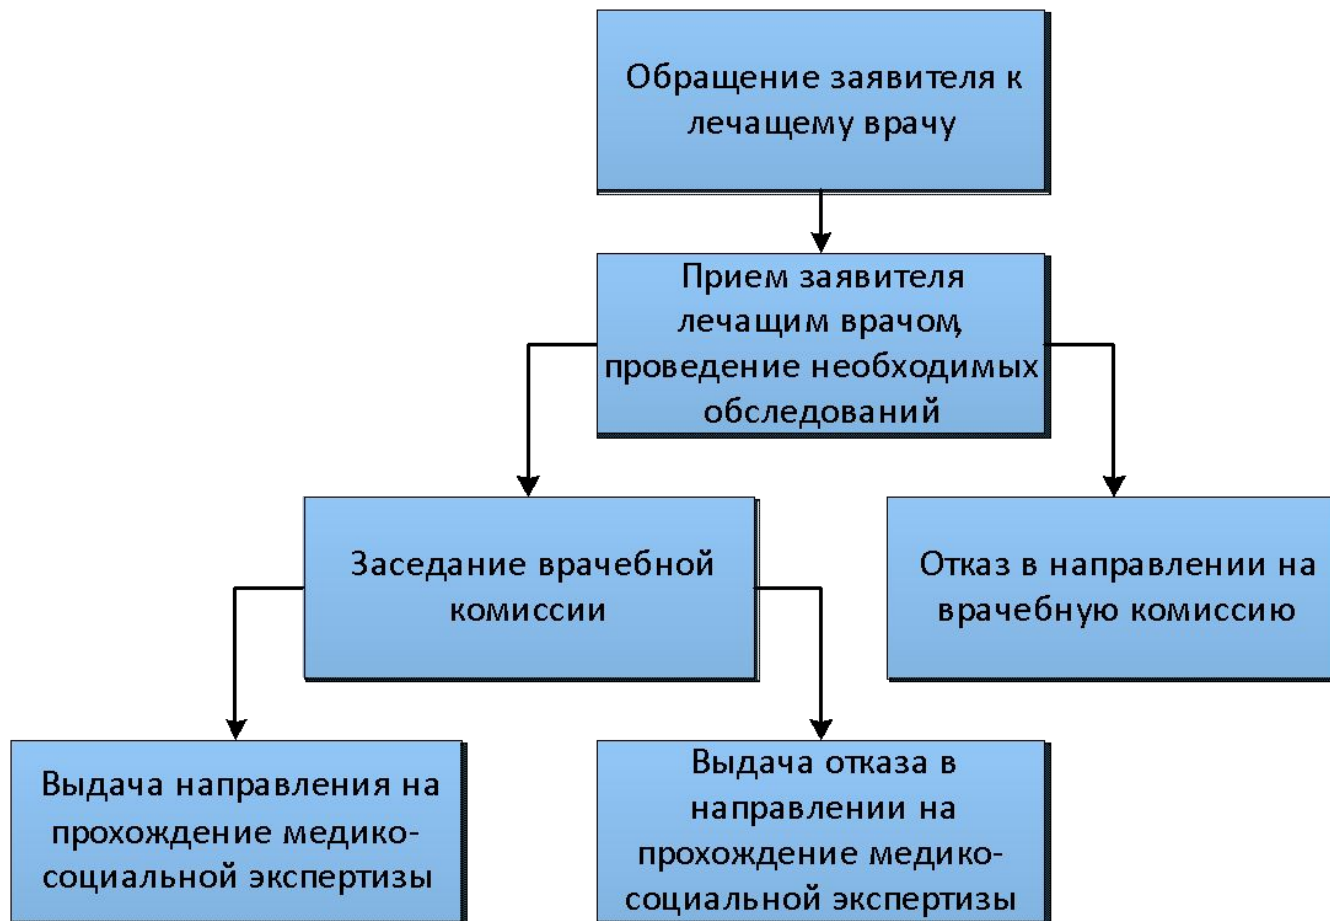 Обращение заявителя к
лечащему врачу
Прием заявителя
лечащим врачом,
проведение необходимых
обследований
Заседание врачебной
комиссии
Отказ в направлении на
врачебную комиссию
Выдача направления на
прохождение медико-
социальной экспертизы
Выдача отказа в
направлении на
прохождение медико-
социальной экспертизы